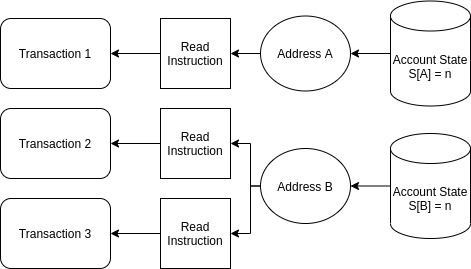 Transaction 1
Read
Instruction
Address A
Account State
S[A] = n
Transaction 2
Read
Instruction
Address B
Account State
S[B] = n
Transaction 3
Read
Instruction